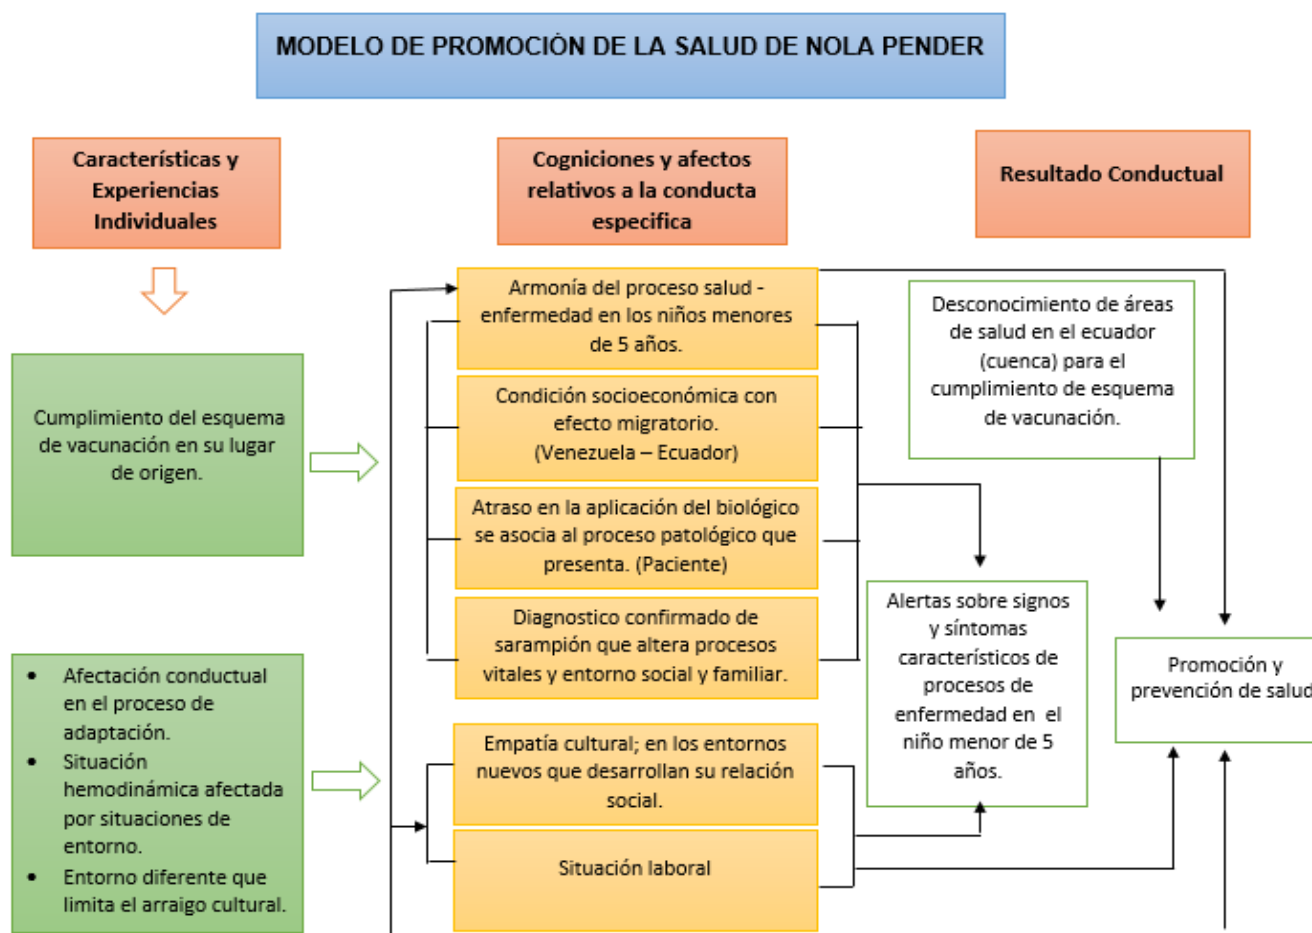 MODELO DE PROMOCIÓN DE LA SALUD DE NOLA PENDER
Características y
Experiencias
Individuales
Cumplimiento del esquema
de vacunación en su lugar
de origen.
• Afectación conductual
en el proceso de
adaptación.
• Situación
hemodinámica afectada
por situaciones de
entorno.
• Entorno diferente que
limita el arraigo cultural.
Cogniciones y afectos
relativos a la conducta
especifica
Armonía del proceso salud -
enfermedad en los niños menores
de 5 años.
Condición socioeconómica con
efecto migratorio.
(Venezuela – Ecuador)
Atraso en la aplicación del biológico
se asocia al proceso patológico que
presenta. (Paciente)
Diagnostico confirmado de
sarampión que altera procesos
vitales y entorno social y familiar.
Empatía cultural; en los entornos
nuevos que desarrollan su relación
social.
Situación laboral
Resultado Conductual
Desconocimiento de áreas
de salud en el ecuador
(cuenca) para el
cumplimiento de esquema
de vacunación.
Alertas sobre signos
y síntomas
característicos de
procesos de
enfermedad en el
niño menor de 5
años.
Promoción y
prevención de salud